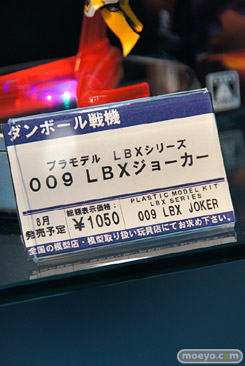 ダンボール戦機
プラモデル LBXシリーズ
009 LBXジョーカー
8月
発売予定
総額表示価格:
¥1050
PLASTIC MODEL KIT
LBX SERIES
009 LBX JOKER
全国の模型店・模型取り扱い玩具店にてお求め下さい。
moeyo.com